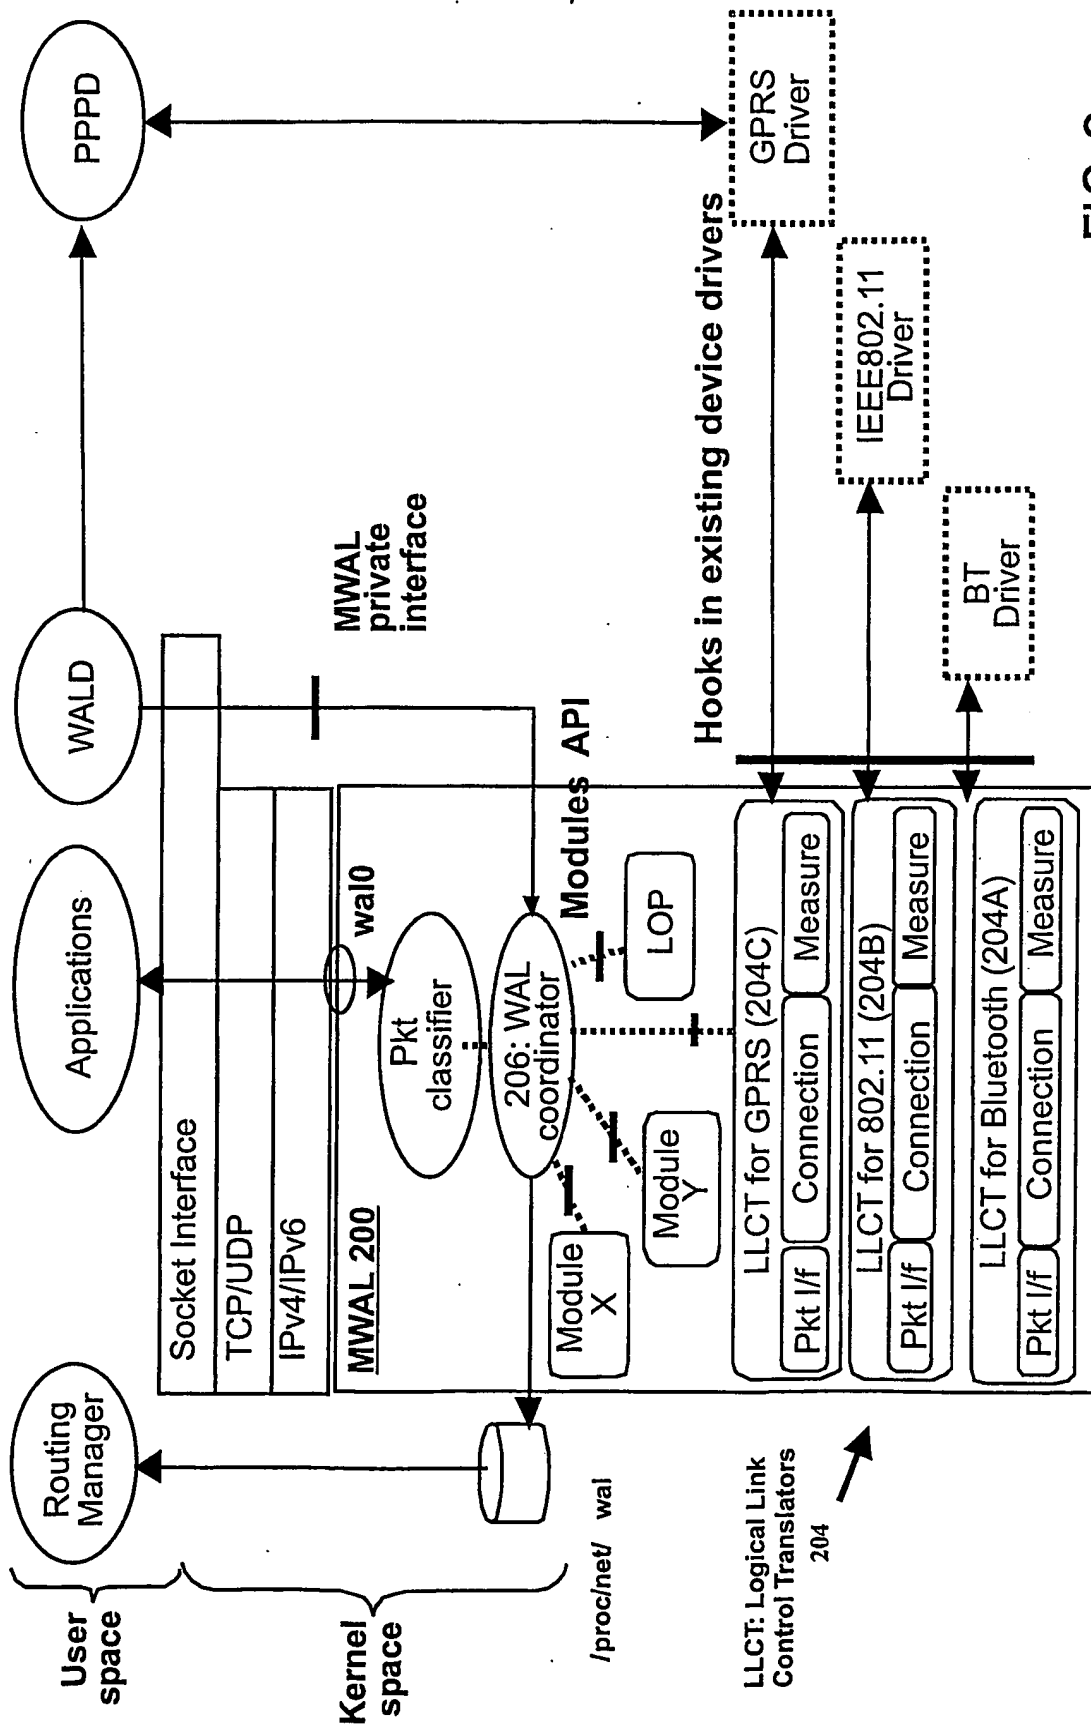 User
space
Kernel
space
Routing
Manager
Applications
WALD
PPPD
Socket Interface
TCP/UDP
IPv4/IPv6
MWAL 200
wal0
MWAL
private
interface
Pkt
classifier
206: WAL
coordinator
Modules API
/proc/net/ wal
Module
X
Module
Y
LOP
Hooks in existing device drivers
LLCT: Logical Link
Control Translators
204
LLCT for GPRS (204C)
Pkt I/f
Connection
Measure
GPRS
Driver
LLCT for 802.11 (204B)
Pkt I/f
Connection
Measure
IEEE802.11
Driver
LLCT for Bluetooth (204A)
Pkt I/f
Connection
Measure
BT
Driver